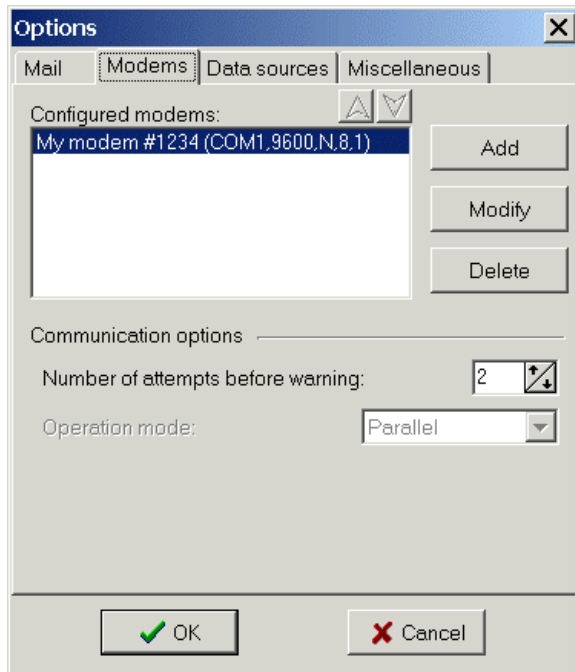 Options
Mail Modems Data sources Miscellaneous
Configured modems:
My modem #1234 (COM1,9600,N,8,1)
Add
Modify
Delete
Communication options
Number of attempts before warning: 2
Operation mode: Parallel
OK Cancel